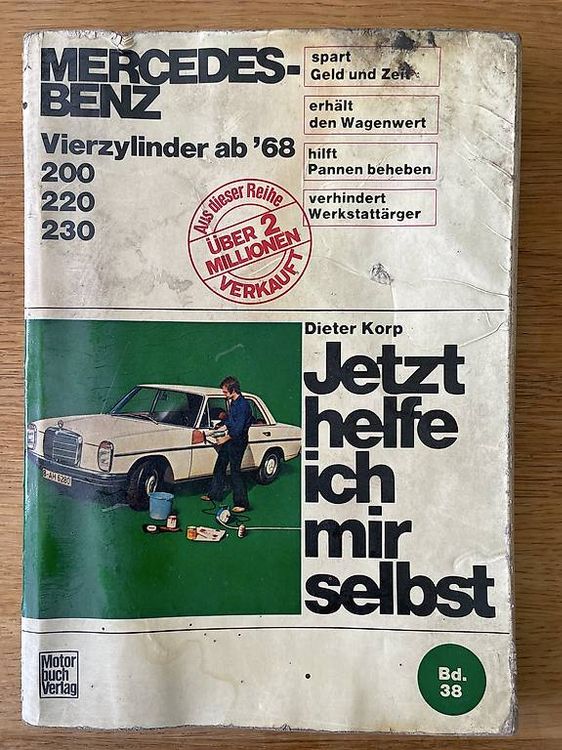 MERCEDES-
BENZ
Vierzylinder ab '68
200
220
230
spart
Geld und Zeit
erhält
den Wagenwert
hilft
Pannen beheben
verhindert
Werkstattärger
Aus dieser Reihe
ÜBER 2
MILLIONEN
VERKAUFT
Dieter Korp
Jetzt
helfe
ich
mir
selbst
B-AH 6280
Motor
buch
Verlag
Bd.
38